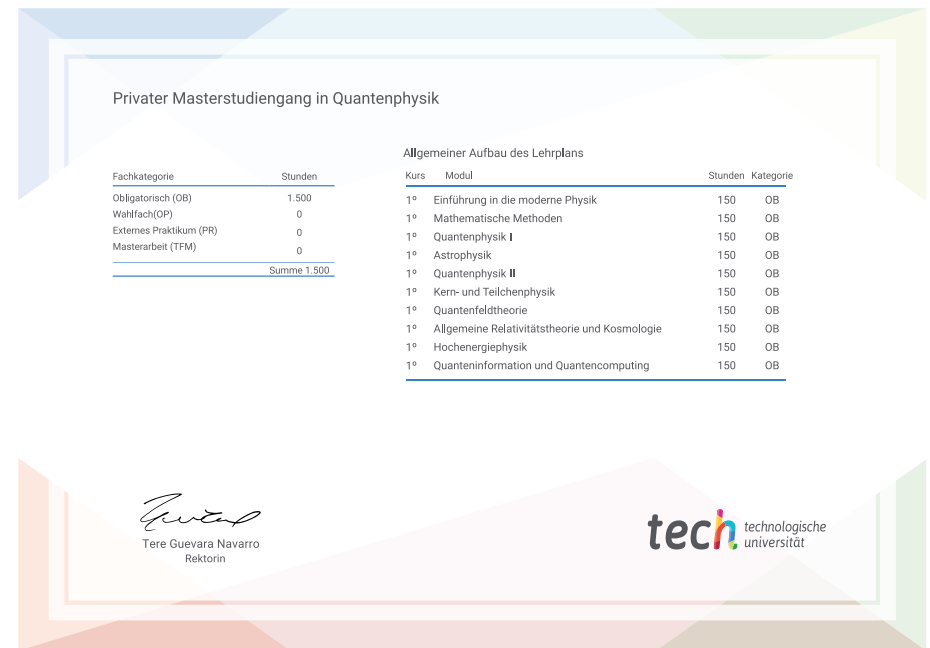 Privater Masterstudiengang in Quantenphysik
Allgemeiner Aufbau des Lehrplans
Fachkategorie Stunden
Obligatorisch (OB) 1.500
Wahlfach(OP) 0
Externes Praktikum (PR) 0
Masterarbeit (TFM) 0
Summe 1.500
Kurs Modul Stunden Kategorie
1º Einführung in die moderne Physik 150 OB
1º Mathematische Methoden 150 OB
1º Quantenphysik I 150 OB
1º Astrophysik 150 OB
1º Quantenphysik II 150 OB
1º Kern- und Teilchenphysik 150 OB
1º Quantenfeldtheorie 150 OB
1º Allgemeine Relativitätstheorie und Kosmologie 150 OB
1º Hochenergiephysik 150 OB
1º Quanteninformation und Quantencomputing 150 OB
Tere Guevara Navarro
Rektorin
tech technologische
universität